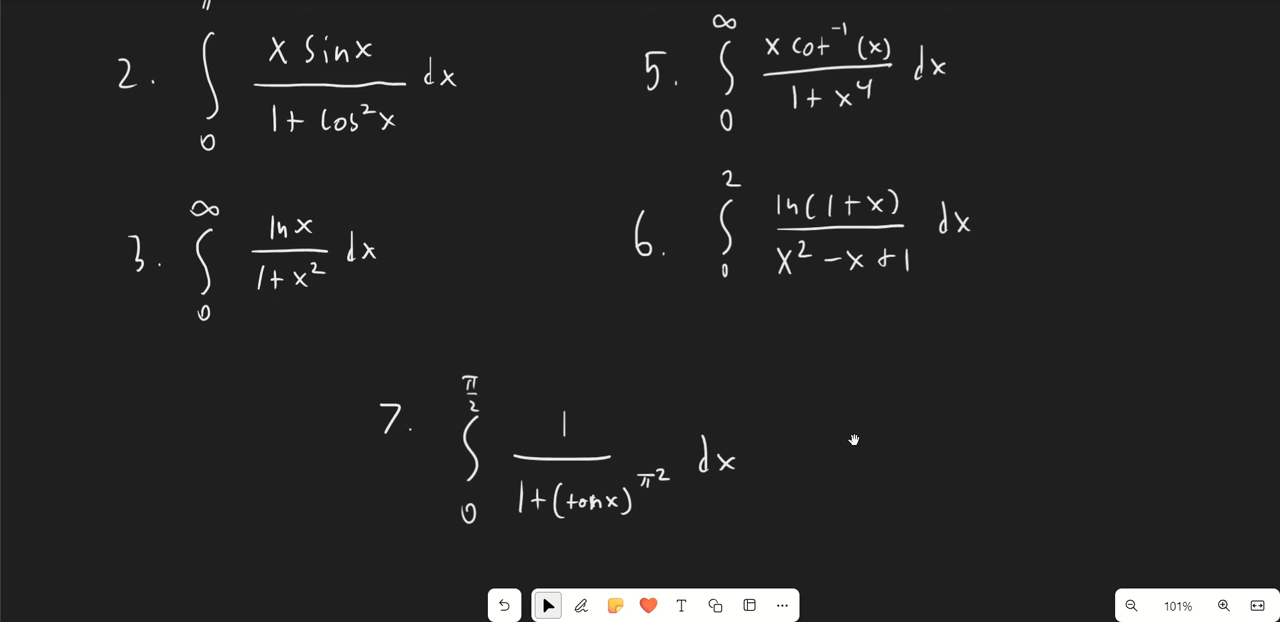 2. ∫₀^π (x sinx)/(1 + cos²x) dx
3. ∫₀^∞ (ln x)/(1 + x²) dx
5. ∫₀^∞ (x cot⁻¹(x))/(1 + x⁴) dx
6. ∫₀² (ln(1+x))/(x² − x + 1) dx
7. ∫₀^(π/2) 1/(1 + (tanx)^(π²)) dx
101%